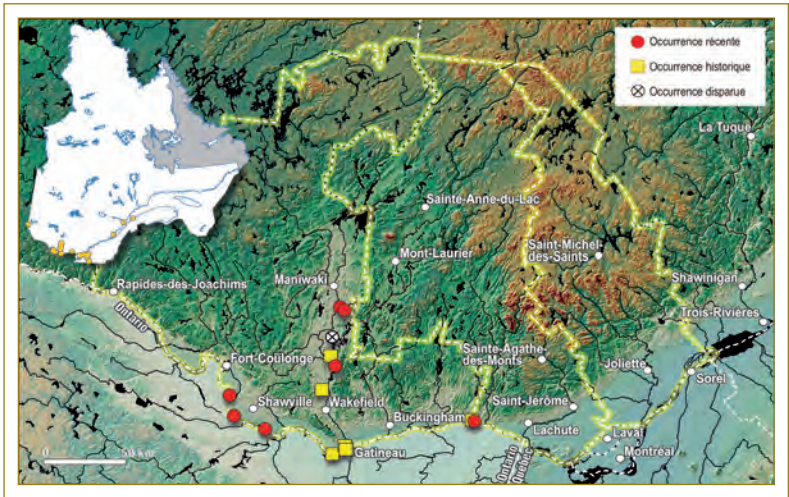 Occurrence récente
Occurrence historique
Occurrence disparue
La Tuque
Sainte-Anne-du-Lac
Saint-Michel-
des-Saints
Mont-Laurier
Maniwaki
Rapides-des-Joachims
Shawinigan
Ontario
Trois-Rivières
Fort-Coulonge
Sainte-Agathe-
des-Monts
Joliette
Sorel
Shawville
Wakefield
Saint-Jérôme
Buckingham
Lachute
Laval
Gatineau
Montréal
Ontario
Québec
0 50 km